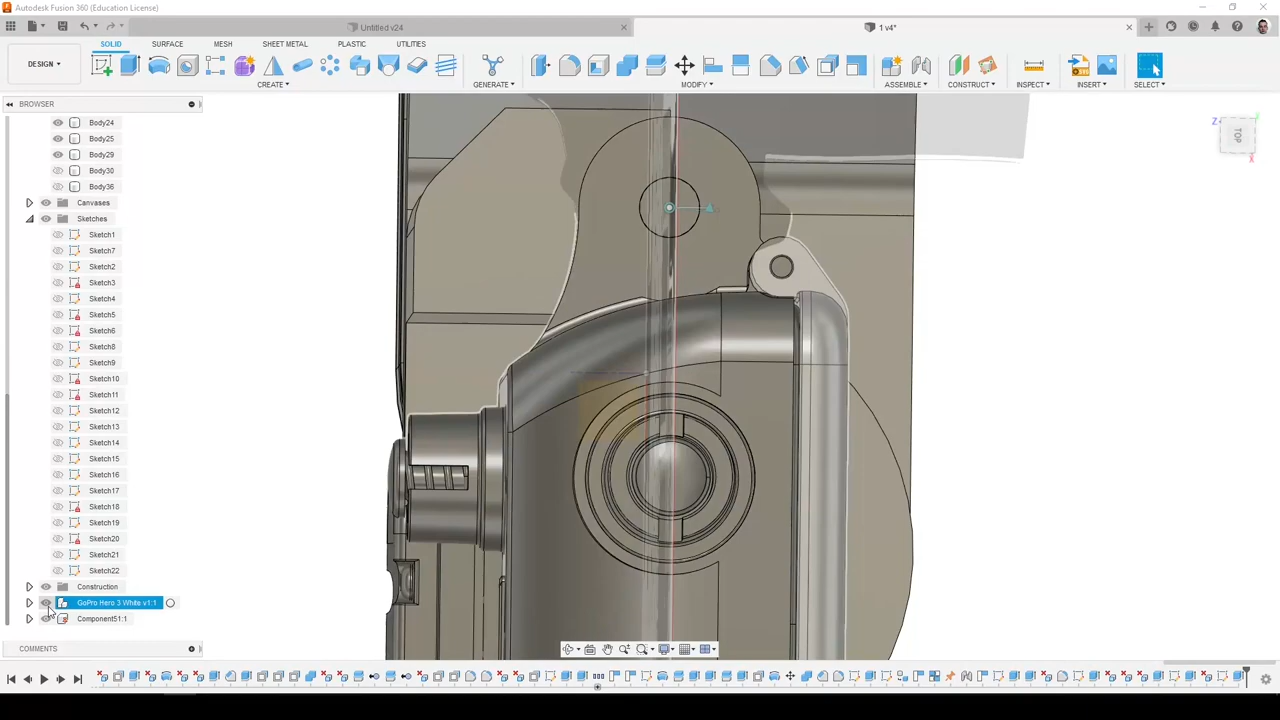 Autodesk Fusion 360 (Education License)
Untitled v24
1 v4*
SOLID SURFACE MESH SHEET METAL PLASTIC UTILITIES
DESIGN
CREATE GENERATE MODIFY ASSEMBLE CONSTRUCT INSPECT INSERT SELECT
BROWSER
Body24
Body25
Body29
Body30
Body36
Canvases
Sketches
Sketch1
Sketch7
Sketch2
Sketch3
Sketch4
Sketch5
Sketch6
Sketch8
Sketch9
Sketch10
Sketch11
Sketch12
Sketch13
Sketch14
Sketch15
Sketch16
Sketch17
Sketch18
Sketch19
Sketch20
Sketch21
Sketch22
Construction
GoPro Hero 3 White v1:1
Component51:1
COMMENTS
Z
TOP
X